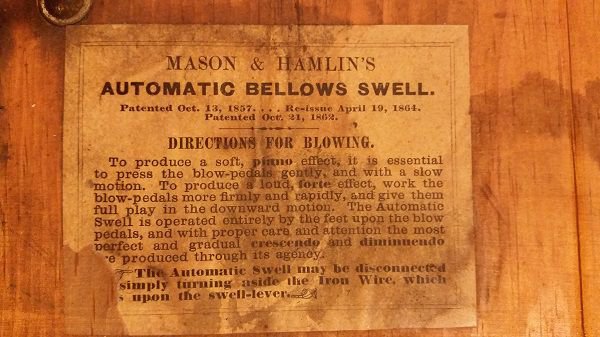 MASON & HAMLIN'S
AUTOMATIC BELLOWS SWELL.
Patented Oct. 13, 1857. . . . Re-issue April 19, 1864.
Patented Oct. 21, 1862.
DIRECTIONS FOR BLOWING.
To produce a soft, piano effect, it is essential
to press the blow-pedals gently, and with a slow
motion. To produce a loud, forte effect, work the
blow-pedals more firmly and rapidly, and give them
full play in the downward motion. The Automatic
Swell is operated entirely by the feet upon the blow
pedals, and with proper care and attention the most
perfect and gradual crescendo and diminuendo
re produced through its agency.
The Automatic Swell may be disconnected
simply turning aside the Iron Wire, which
s upon the swell-lever.